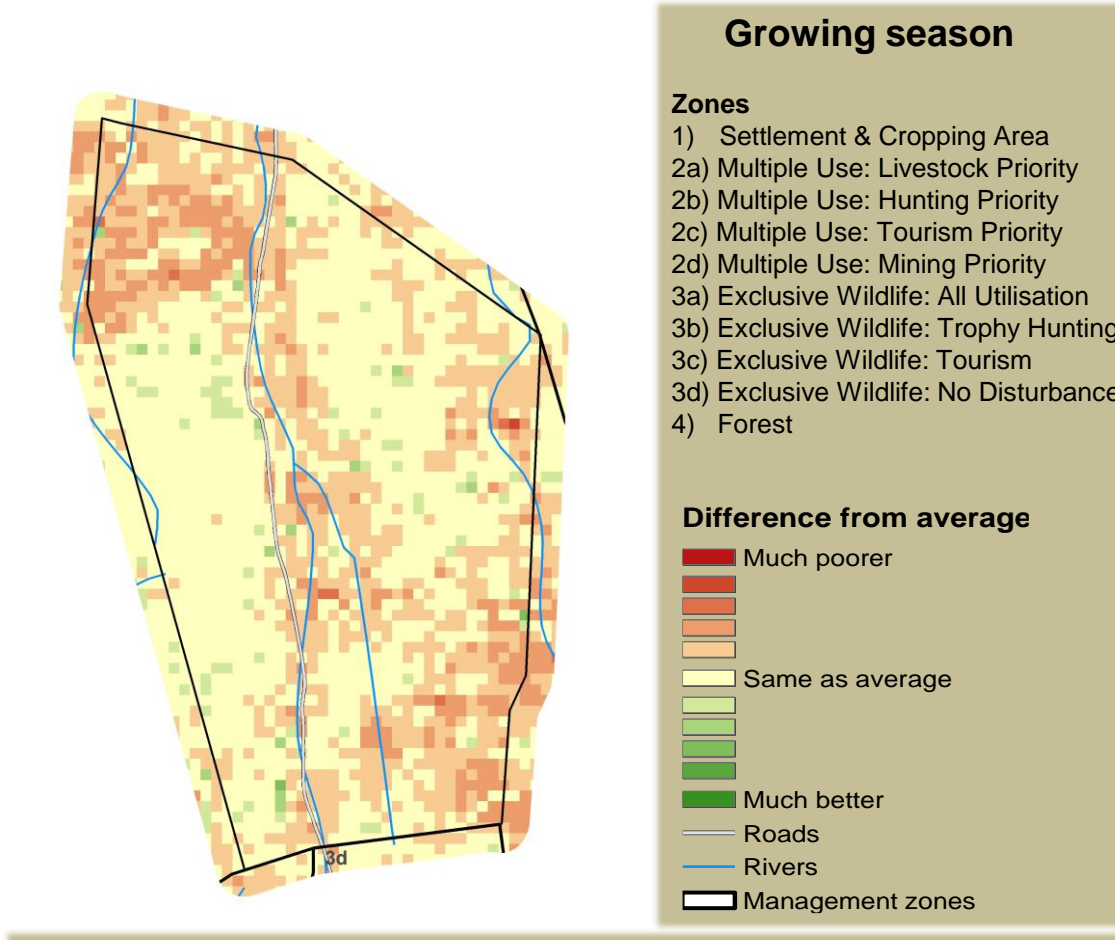 Growing season
Zones
1) Settlement & Cropping Area
2a) Multiple Use: Livestock Priority
2b) Multiple Use: Hunting Priority
2c) Multiple Use: Tourism Priority
2d) Multiple Use: Mining Priority
3a) Exclusive Wildlife: All Utilisation
3b) Exclusive Wildlife: Trophy Hunting
3c) Exclusive Wildlife: Tourism
3d) Exclusive Wildlife: No Disturbance
4) Forest
Difference from average
Much poorer
Same as average
Much better
Roads
Rivers
Management zones
3d